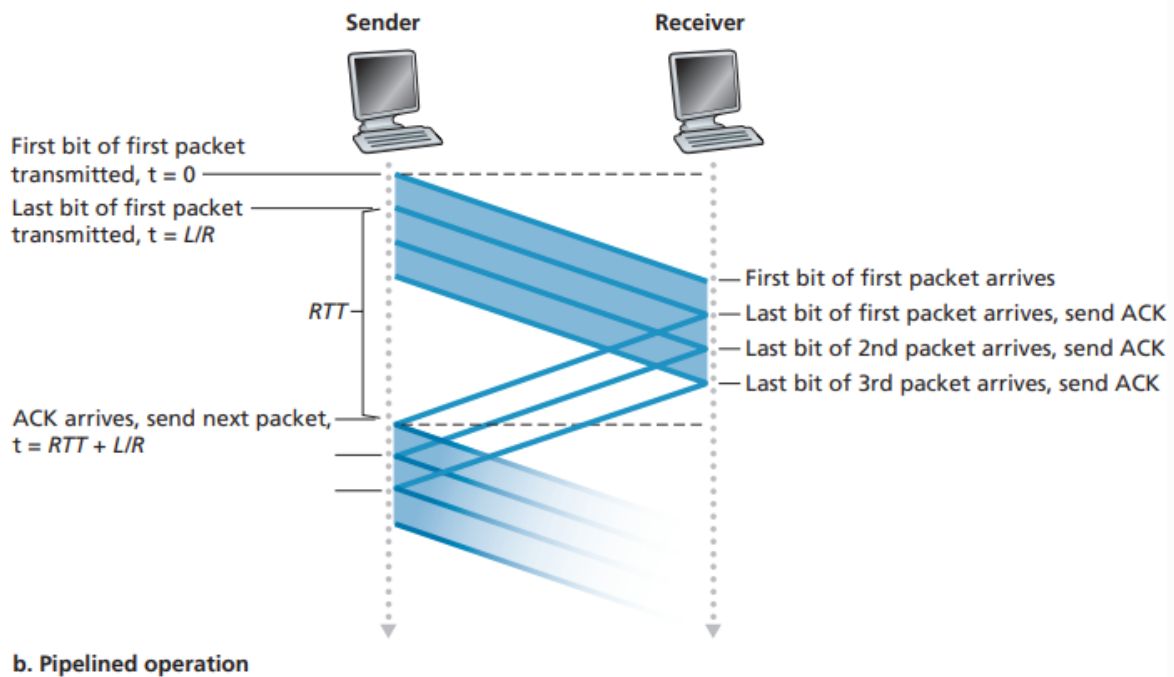 Sender
Receiver
First bit of first packet
transmitted, t = 0
Last bit of first packet
transmitted, t = L/R
First bit of first packet arrives
Last bit of first packet arrives, send ACK
RTT
Last bit of 2nd packet arrives, send ACK
Last bit of 3rd packet arrives, send ACK
ACK arrives, send next packet,
t = RTT + L/R
b. Pipelined operation